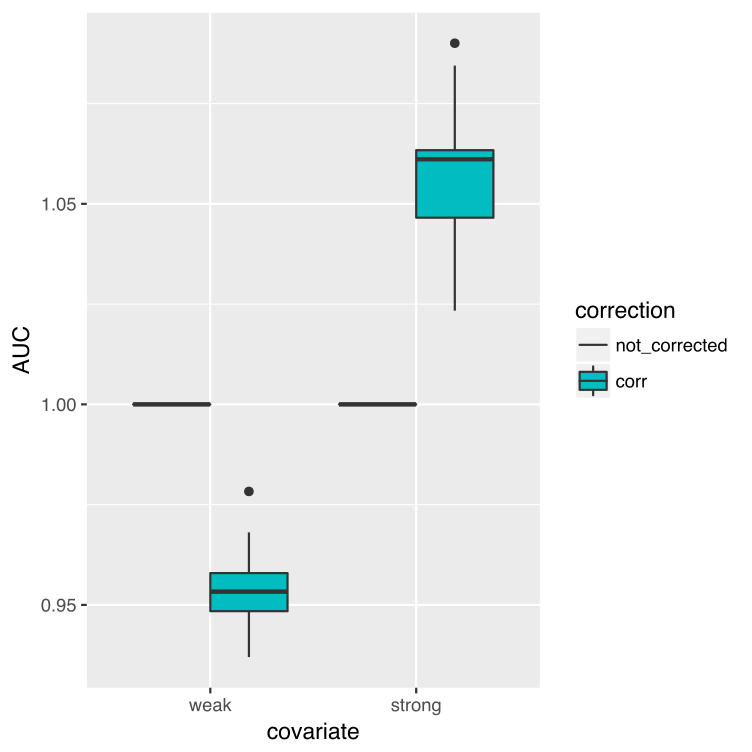 AUC
1.05
1.00
0.95
weak
strong
covariate
correction
not_corrected
corr